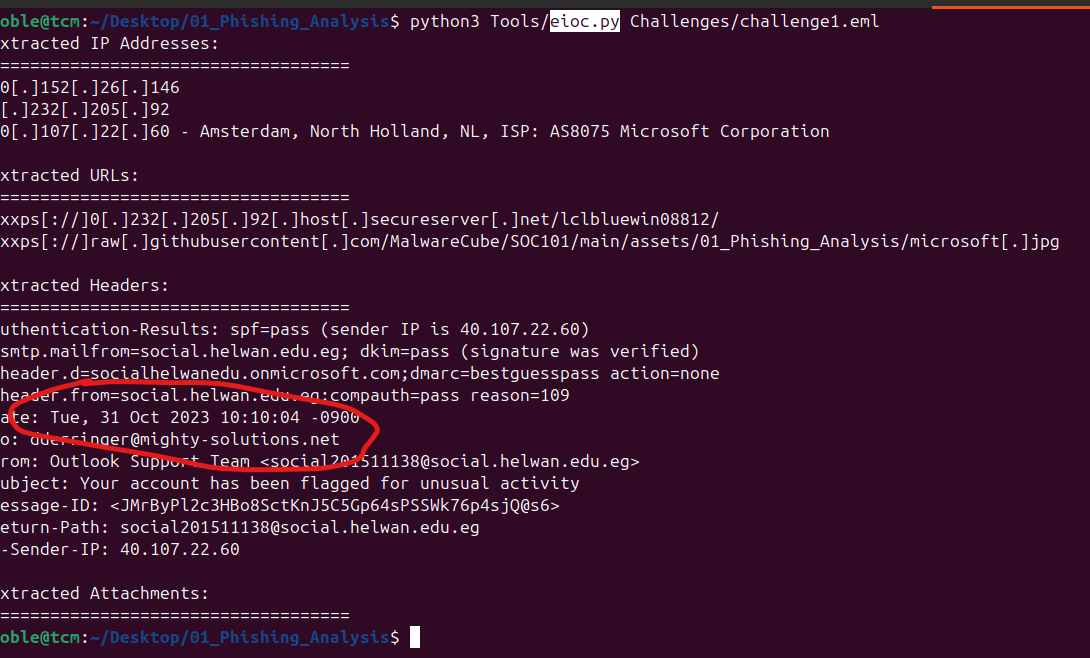 oble@tcm:~/Desktop/01_Phishing_Analysis$ python3 Tools/eioc.py Challenges/challenge1.eml
xtracted IP Addresses:
===================================
0[.]152[.]26[.]146
[.]232[.]205[.]92
0[.]107[.]22[.]60 - Amsterdam, North Holland, NL, ISP: AS8075 Microsoft Corporation
xtracted URLs:
===================================
xxps[://]0[.]232[.]205[.]92[.]host[.]secureserver[.]net/lclbluewin08812/
xxps[://]raw[.]githubusercontent[.]com/MalwareCube/SOC101/main/assets/01_Phishing_Analysis/microsoft[.]jpg
xtracted Headers:
===================================
uthentication-Results: spf=pass (sender IP is 40.107.22.60)
smtp.mailfrom=social.helwan.edu.eg; dkim=pass (signature was verified)
header.d=socialhelwanedu.onmicrosoft.com;dmarc=bestguesspass action=none
header.from=social.helwan.edu.eg;compauth=pass reason=109
ate: Tue, 31 Oct 2023 10:10:04 -0900
o: dderringer@mighty-solutions.net
rom: Outlook Support Team <social201511138@social.helwan.edu.eg>
ubject: Your account has been flagged for unusual activity
essage-ID: <JMrByPl2c3HBo8SctKnJ5C5Gp64sPSSWk76p4sjQ@s6>
eturn-Path: social201511138@social.helwan.edu.eg
-Sender-IP: 40.107.22.60
xtracted Attachments:
===================================
oble@tcm:~/Desktop/01_Phishing_Analysis$